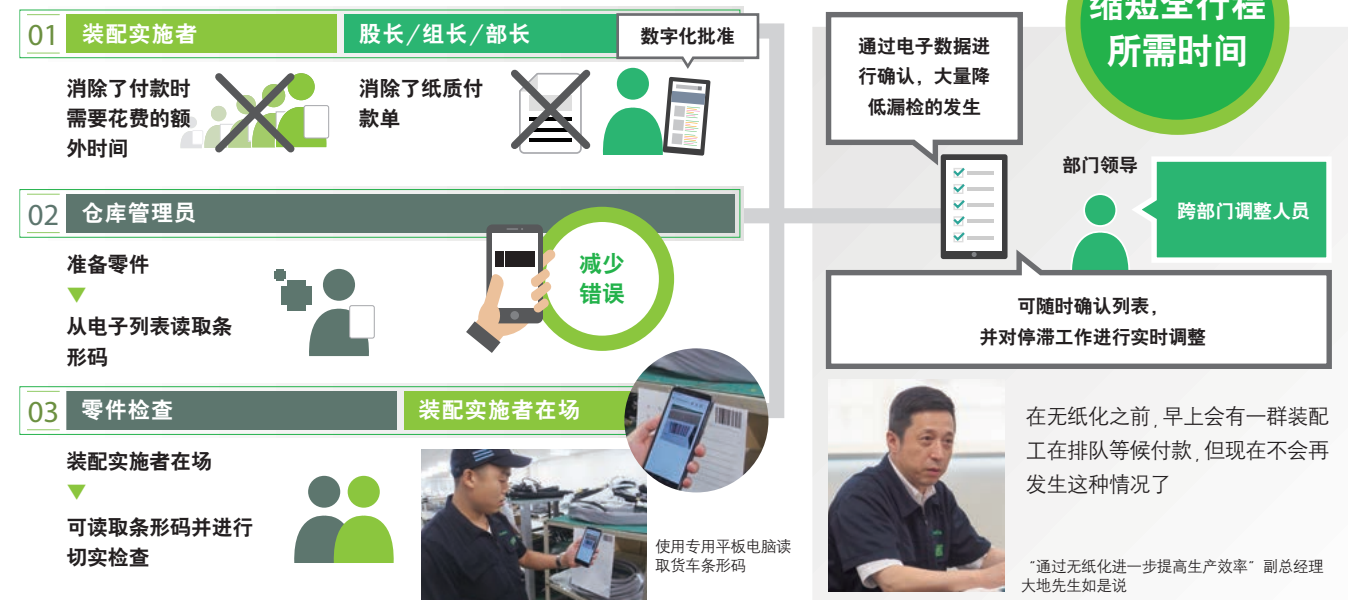 01
装配实施者
股长/组长/部长
数字化批准
消除了付款时
需要花费的额
外时间
消除了纸质付
款单
02
仓库管理员
准备零件
从电子列表读取条
形码
减少
错误
03
零件检查
装配实施者在场
装配实施者在场
可读取条形码并进行
切实检查
使用专用平板电脑读
取货车条形码
通过电子数据进
行确认，大量降
低漏检的发生
缩短全行程
所需时间
部门领导
跨部门调整人员
可随时确认列表，
并对停滞工作进行实时调整
在无纸化之前，早上会有一群装配
工在排队等候付款，但现在不会再
发生这种情况了
“通过无纸化进一步提高生产效率”副总经理
大地先生如是说